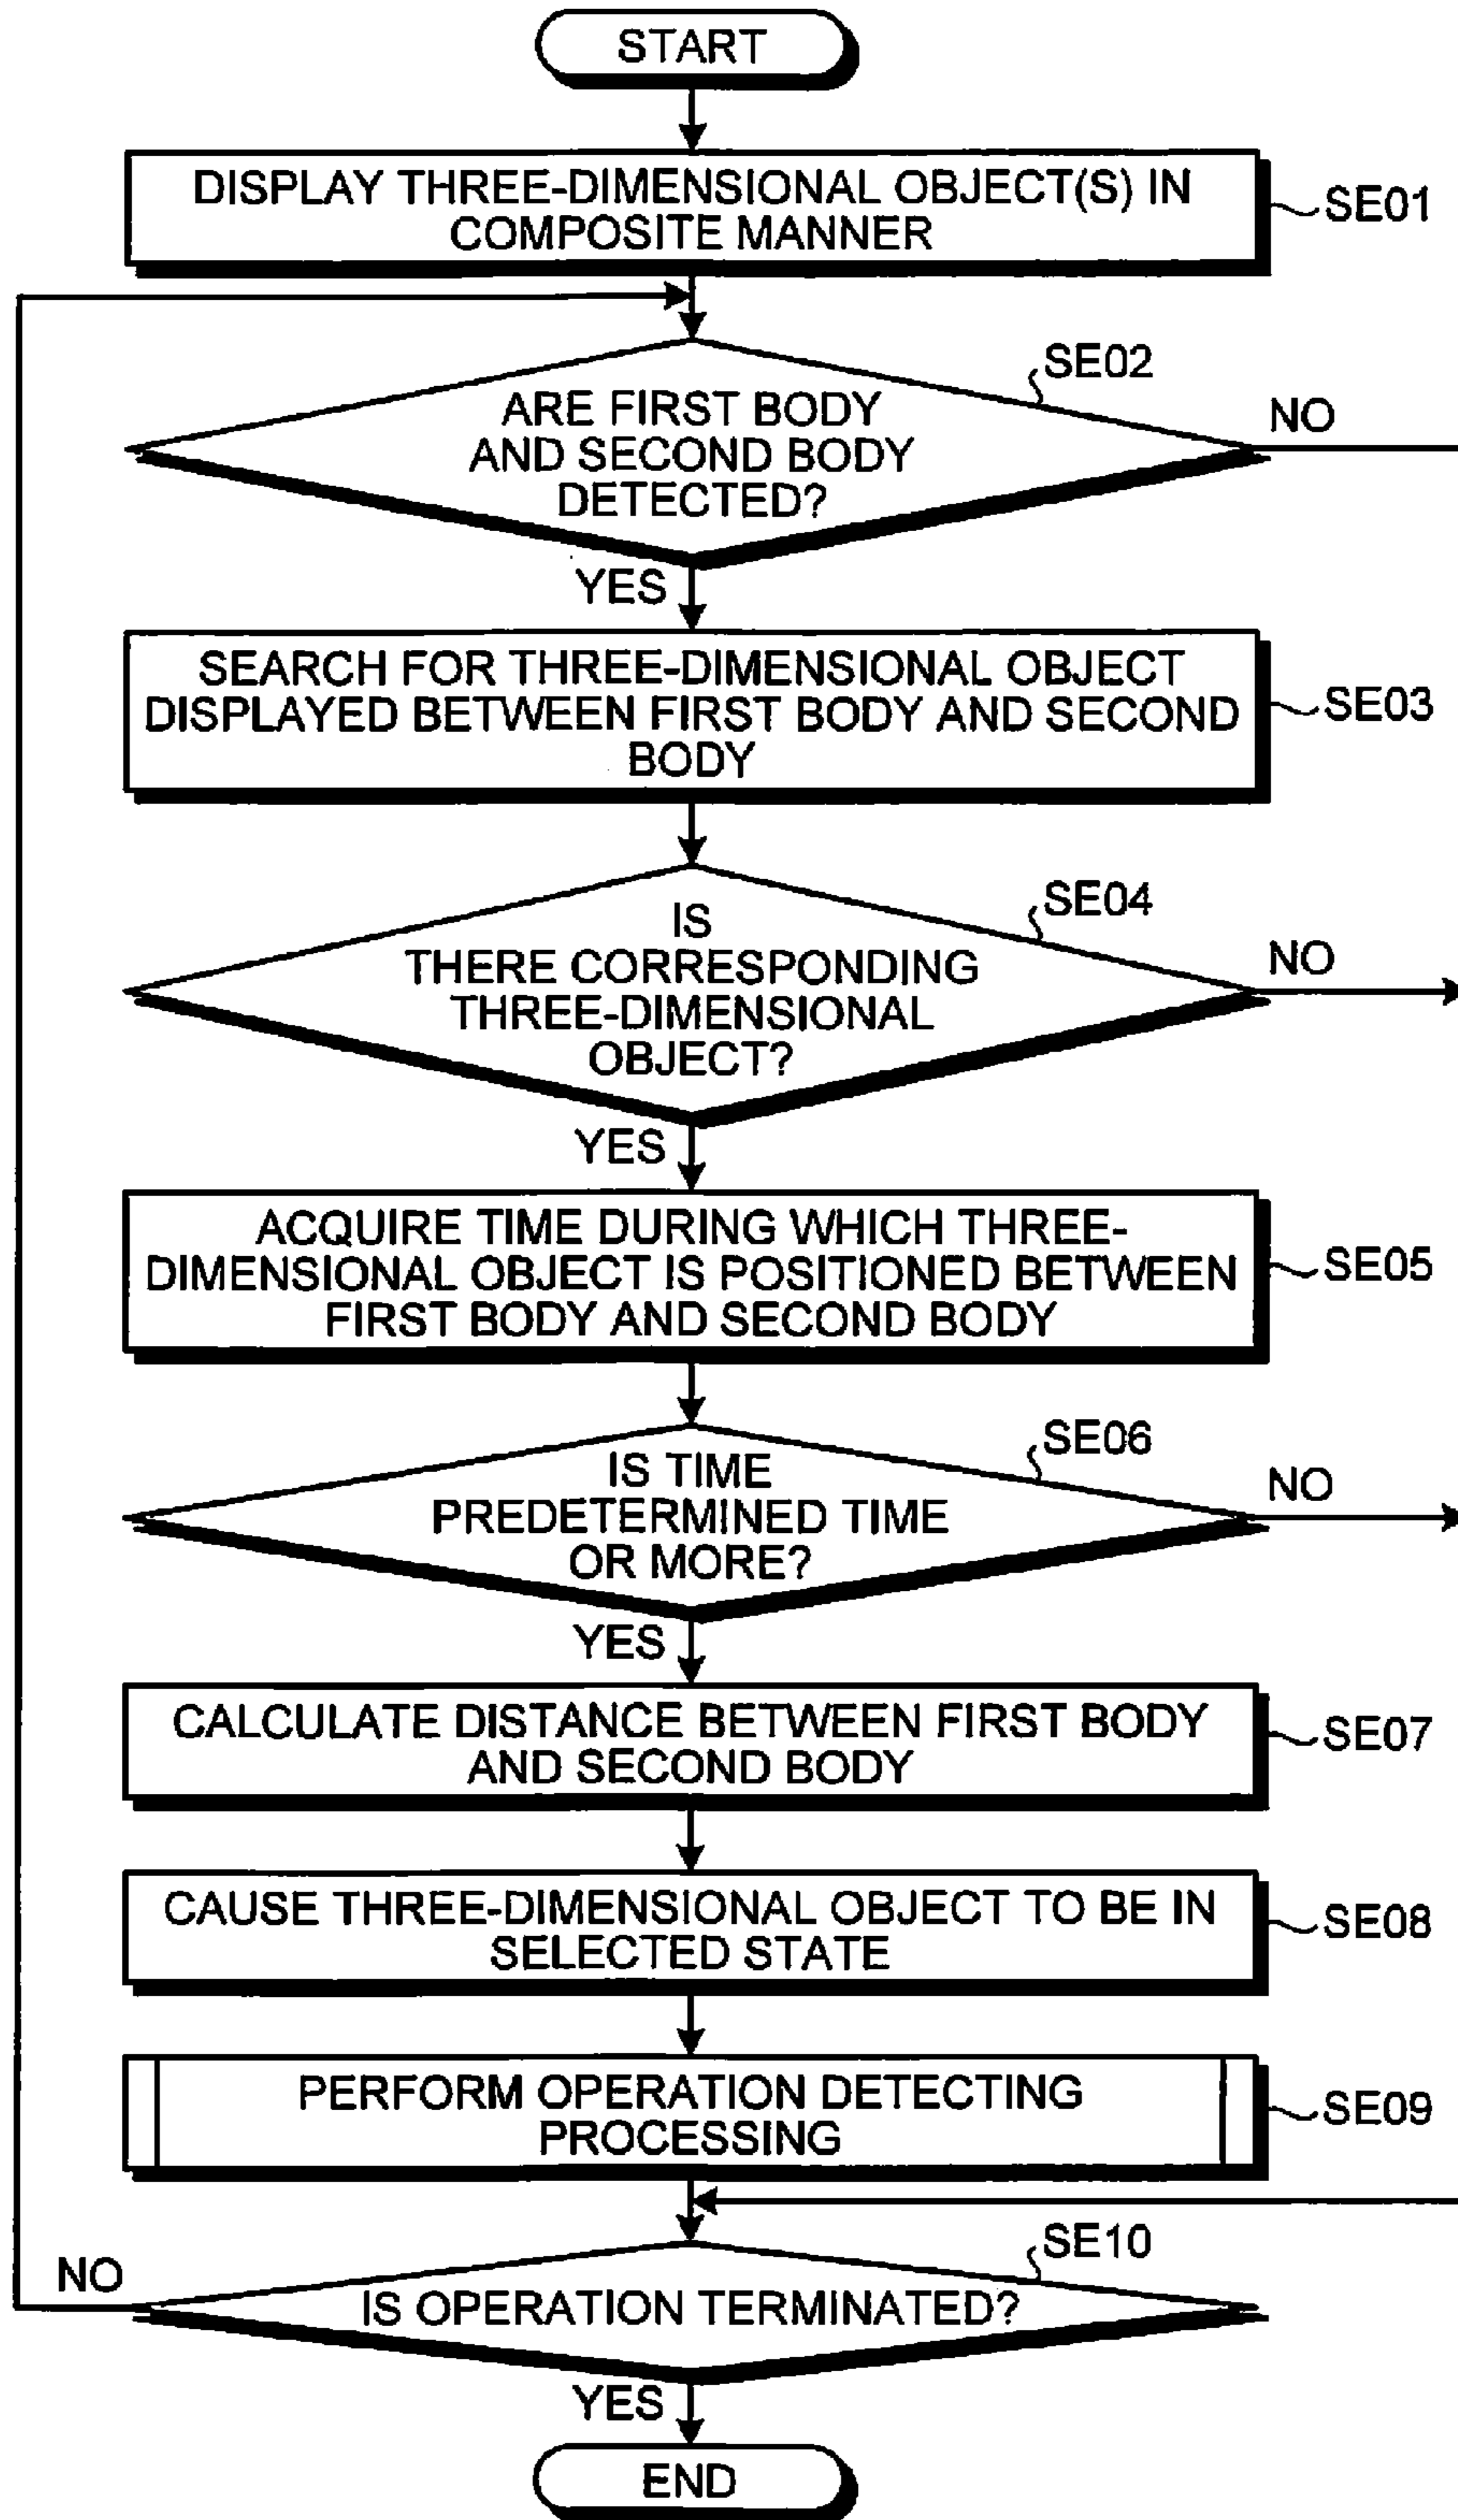 START
DISPLAY THREE-DIMENSIONAL OBJECT(S) IN
COMPOSITE MANNER
SE01
SE02
ARE FIRST BODY
AND SECOND BODY
DETECTED?
NO
YES
SEARCH FOR THREE-DIMENSIONAL OBJECT
DISPLAYED BETWEEN FIRST BODY AND SECOND
BODY
SE03
SE04
IS
THERE CORRESPONDING
THREE-DIMENSIONAL
OBJECT?
NO
YES
ACQUIRE TIME DURING WHICH THREE-
DIMENSIONAL OBJECT IS POSITIONED BETWEEN
FIRST BODY AND SECOND BODY
SE05
SE06
IS TIME
PREDETERMINED TIME
OR MORE?
NO
YES
CALCULATE DISTANCE BETWEEN FIRST BODY
AND SECOND BODY
SE07
CAUSE THREE-DIMENSIONAL OBJECT TO BE IN
SELECTED STATE
SE08
PERFORM OPERATION DETECTING
PROCESSING
SE09
SE10
NO
IS OPERATION TERMINATED?
YES
END